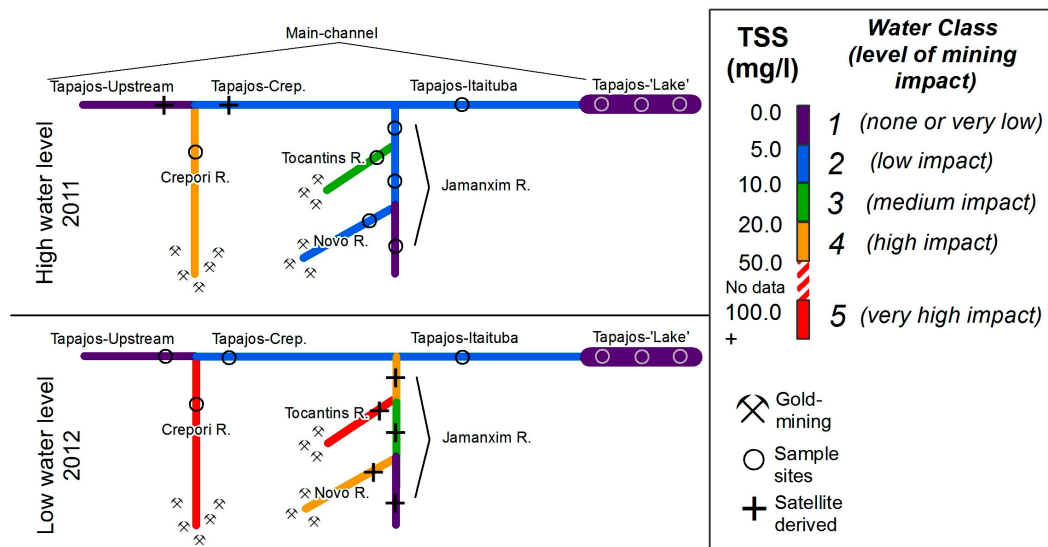 Main-channel
Tapajos-Upstream
Tapajos-Crep.
Tapajos-Itaituba
Tapajos-'Lake'
High water level
2011
Crepori R.
Tocantins R.
Novo R.
Jamanxim R.
Tapajos-Upstream
Tapajos-Crep.
Tapajos-Itaituba
Tapajos-'Lake'
Low water level
2012
Crepori R.
Tocantins R.
Novo R.
Jamanxim R.
TSS
(mg/l)
Water Class
(level of mining
impact)
0.0
1 (none or very low)
5.0
2 (low impact)
10.0
3 (medium impact)
20.0
4 (high impact)
50.0
No data
100.0
+
5 (very high impact)
Gold-
mining
Sample
sites
Satellite
derived